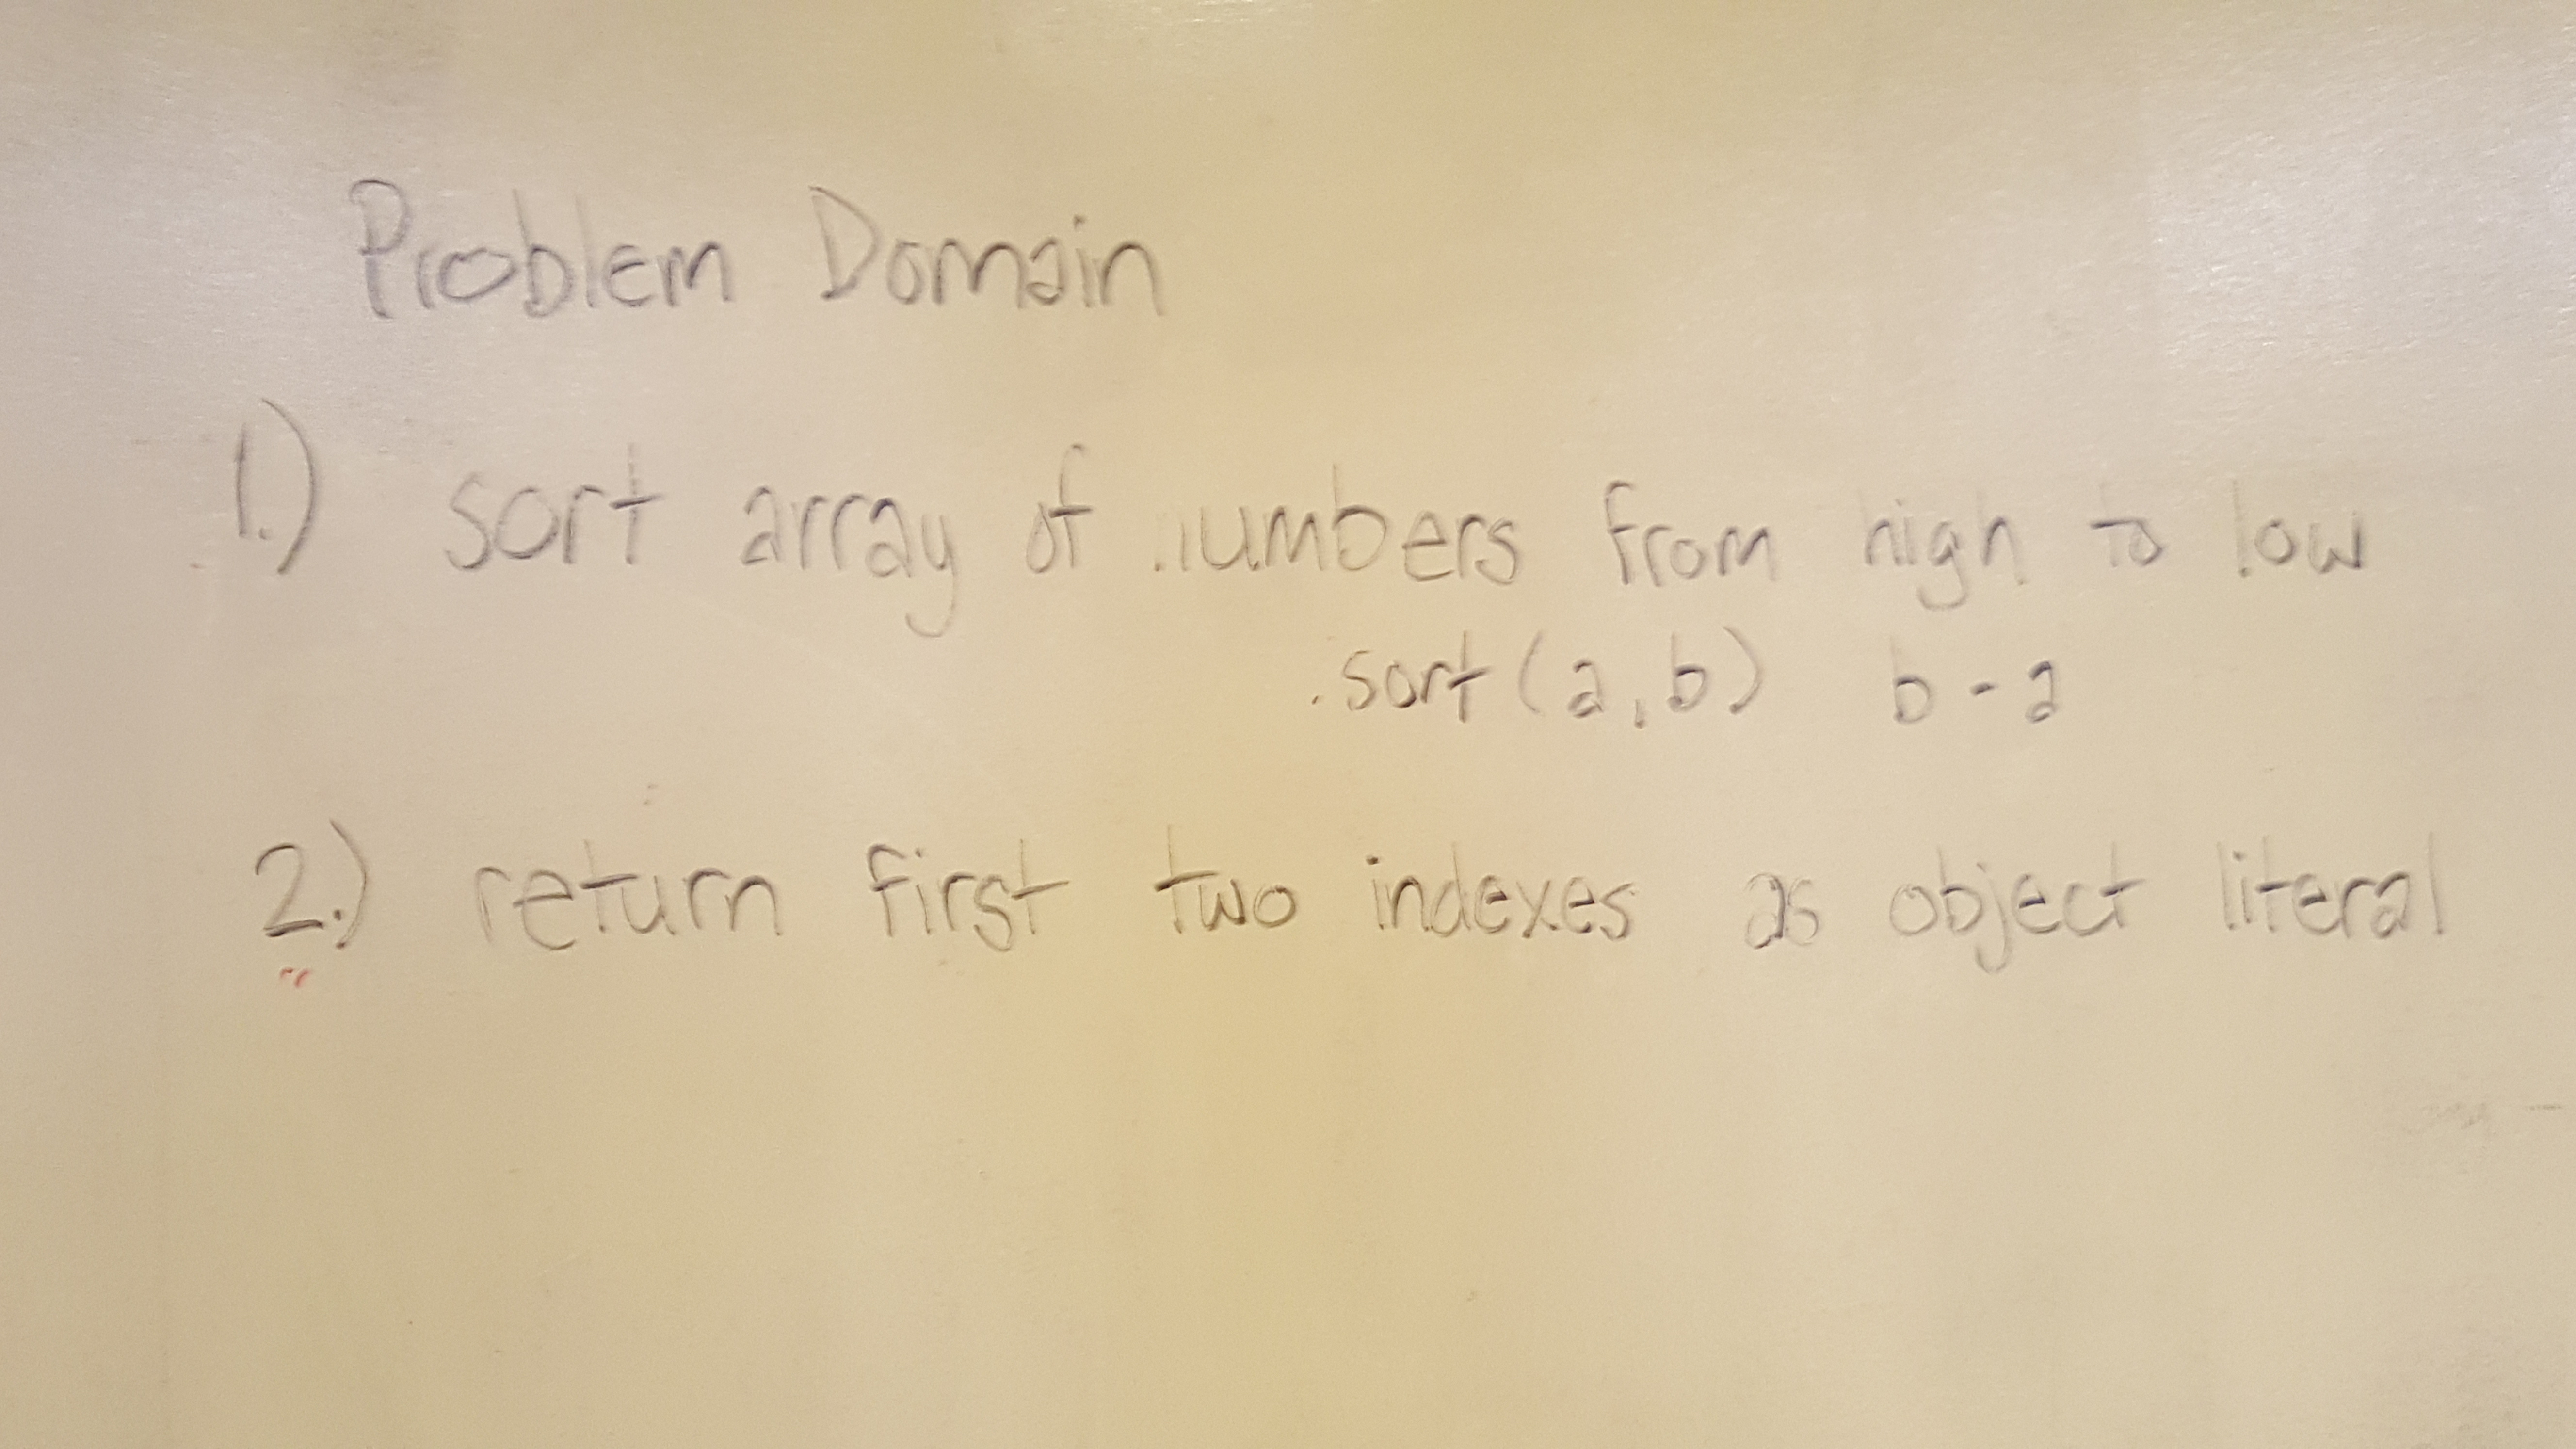 Problem Domain
1.) sort array of numbers from high to low
.sort (a,b) b-a
2.) return first two indexes as object literal